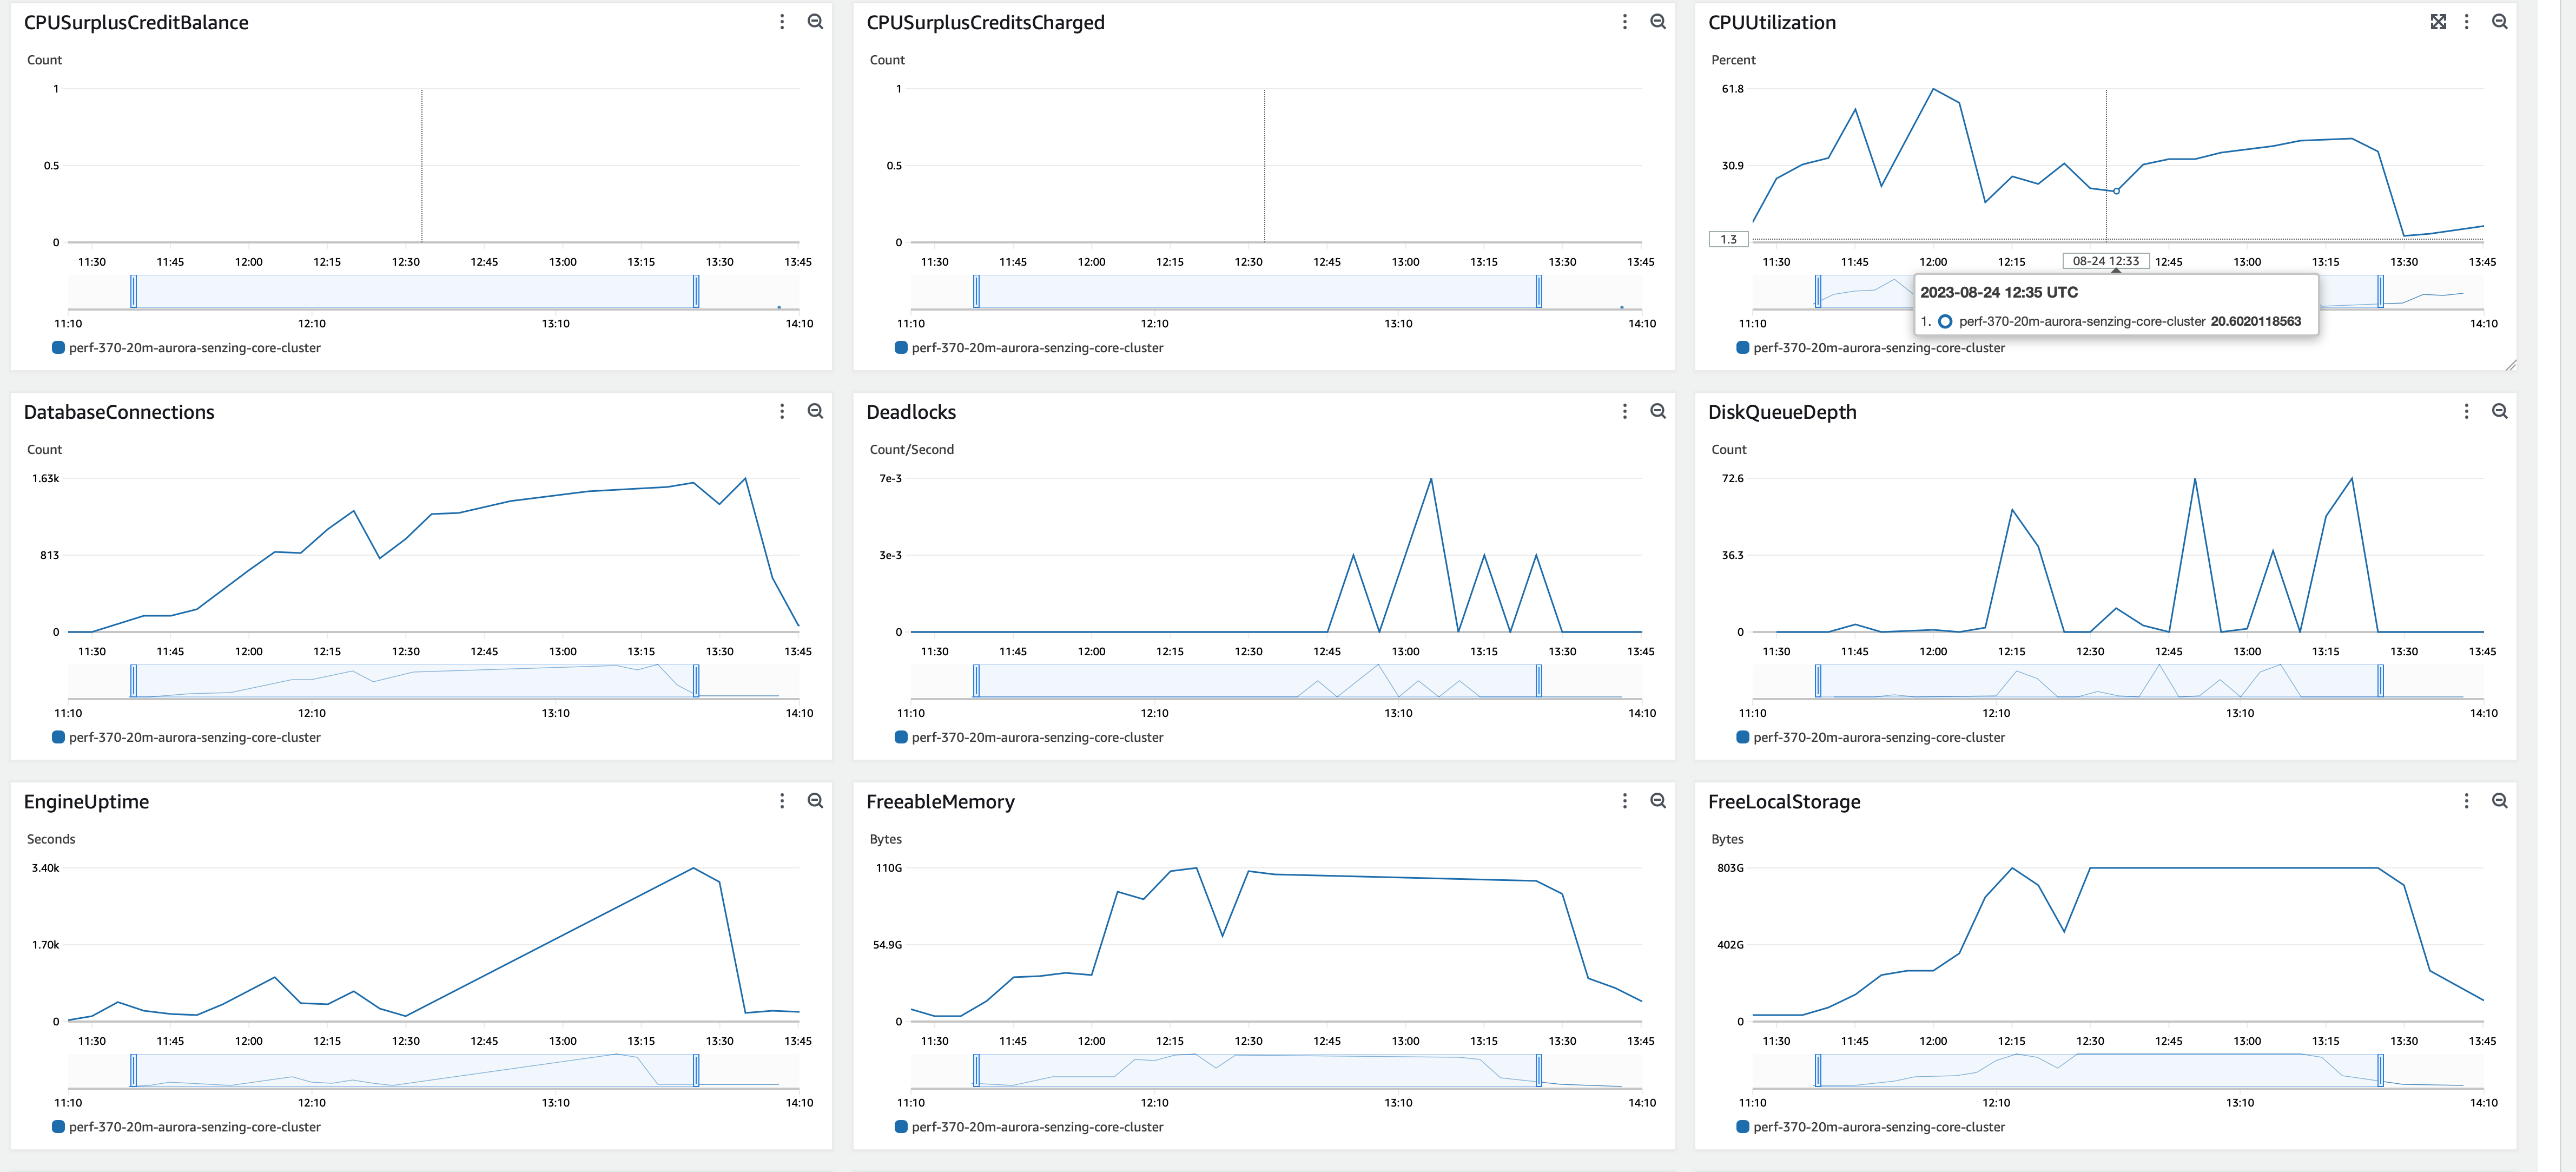 CPUSurplusCreditBalance
Count
1
0.5
0
11:30 11:45 12:00 12:15 12:30 12:45 13:00 13:15 13:30 13:45
11:10 12:10 13:10 14:10
perf-370-20m-aurora-senzing-core-cluster
CPUSurplusCreditsCharged
Count
1
0.5
0
11:30 11:45 12:00 12:15 12:30 12:45 13:00 13:15 13:30 13:45
11:10 12:10 13:10 14:10
perf-370-20m-aurora-senzing-core-cluster
CPUUtilization
Percent
61.8
30.9
1.3
11:30 11:45 12:00 12:15 08-24 12:33 12:45 13:00 13:15 13:30 13:45
2023-08-24 12:35 UTC
1. perf-370-20m-aurora-senzing-core-cluster 20.6020118563
11:10 14:10
perf-370-20m-aurora-senzing-core-cluster
DatabaseConnections
Count
1.63k
813
0
11:30 11:45 12:00 12:15 12:30 12:45 13:00 13:15 13:30 13:45
11:10 12:10 13:10 14:10
perf-370-20m-aurora-senzing-core-cluster
Deadlocks
Count/Second
7e-3
3e-3
0
11:30 11:45 12:00 12:15 12:30 12:45 13:00 13:15 13:30 13:45
11:10 12:10 13:10 14:10
perf-370-20m-aurora-senzing-core-cluster
DiskQueueDepth
Count
72.6
36.3
0
11:30 11:45 12:00 12:15 12:30 12:45 13:00 13:15 13:30 13:45
11:10 12:10 13:10 14:10
perf-370-20m-aurora-senzing-core-cluster
EngineUptime
Seconds
3.40k
1.70k
0
11:30 11:45 12:00 12:15 12:30 12:45 13:00 13:15 13:30 13:45
11:10 12:10 13:10 14:10
perf-370-20m-aurora-senzing-core-cluster
FreeableMemory
Bytes
110G
54.9G
0
11:30 11:45 12:00 12:15 12:30 12:45 13:00 13:15 13:30 13:45
11:10 12:10 13:10 14:10
perf-370-20m-aurora-senzing-core-cluster
FreeLocalStorage
Bytes
803G
402G
0
11:30 11:45 12:00 12:15 12:30 12:45 13:00 13:15 13:30 13:45
11:10 12:10 13:10 14:10
perf-370-20m-aurora-senzing-core-cluster